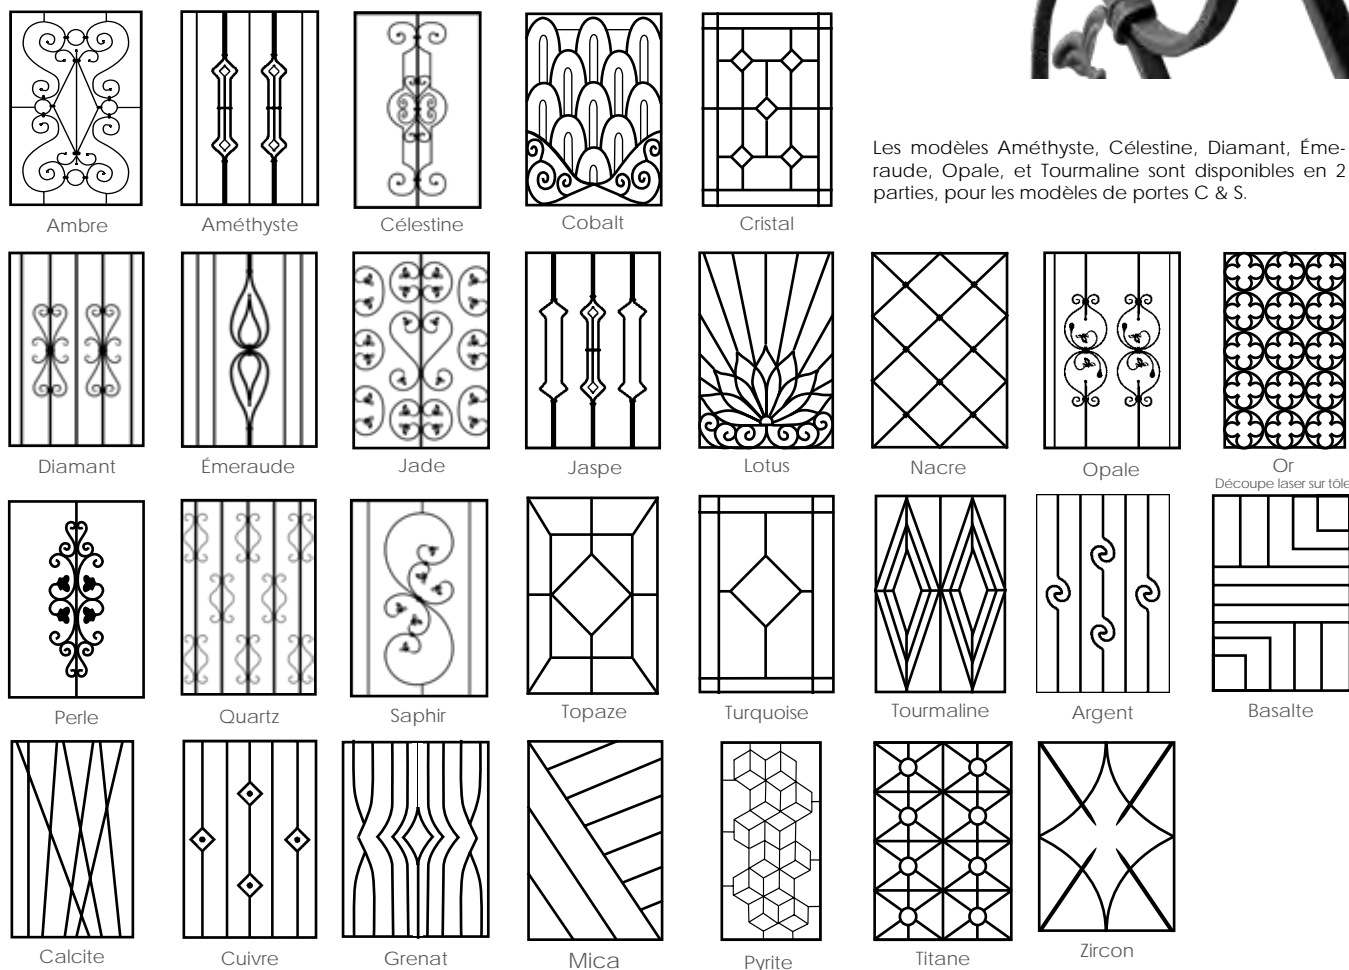 Les modèles Améthyste, Célestine, Diamant, Éme-
raude, Opale, et Tourmaline sont disponibles en 2
parties, pour les modèles de portes C & S.
Ambre
Améthyste
Célestine
Cobalt
Cristal
Diamant
Émeraude
Jade
Jaspe
Lotus
Nacre
Opale
Or
Découpe laser sur tôle
Perle
Quartz
Saphir
Topaze
Turquoise
Tourmaline
Argent
Basalte
Calcite
Cuivre
Grenat
Mica
Pyrite
Titane
Zircon